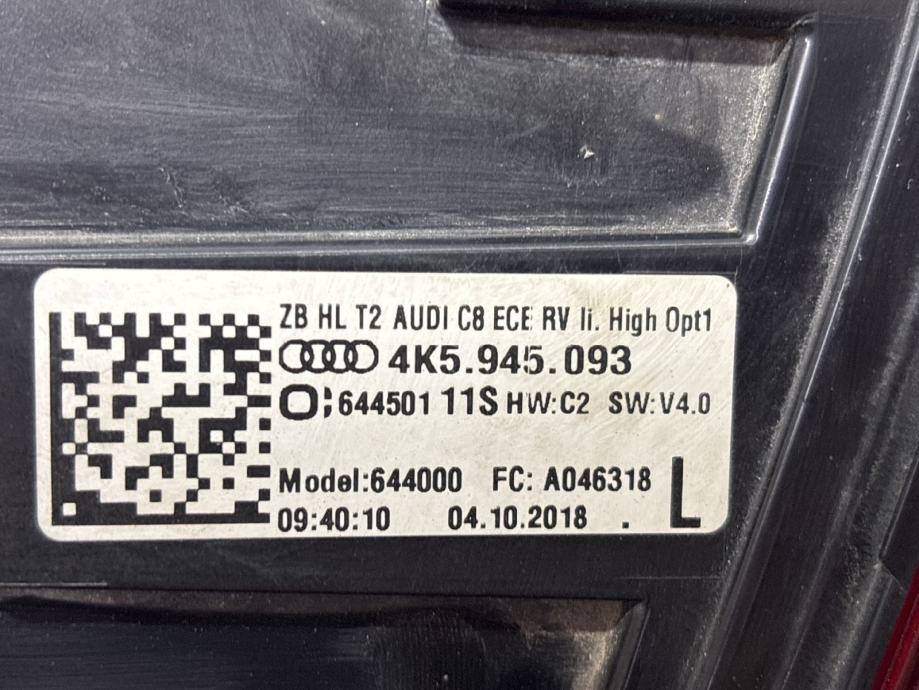 ZB HL T2 AUDI C8 ECE RV li. High Opt1
4K5.945.093
644501 11S HW:C2 SW:V4.0
Model:644000 FC: A046318
09:40:10 04.10.2018 . L